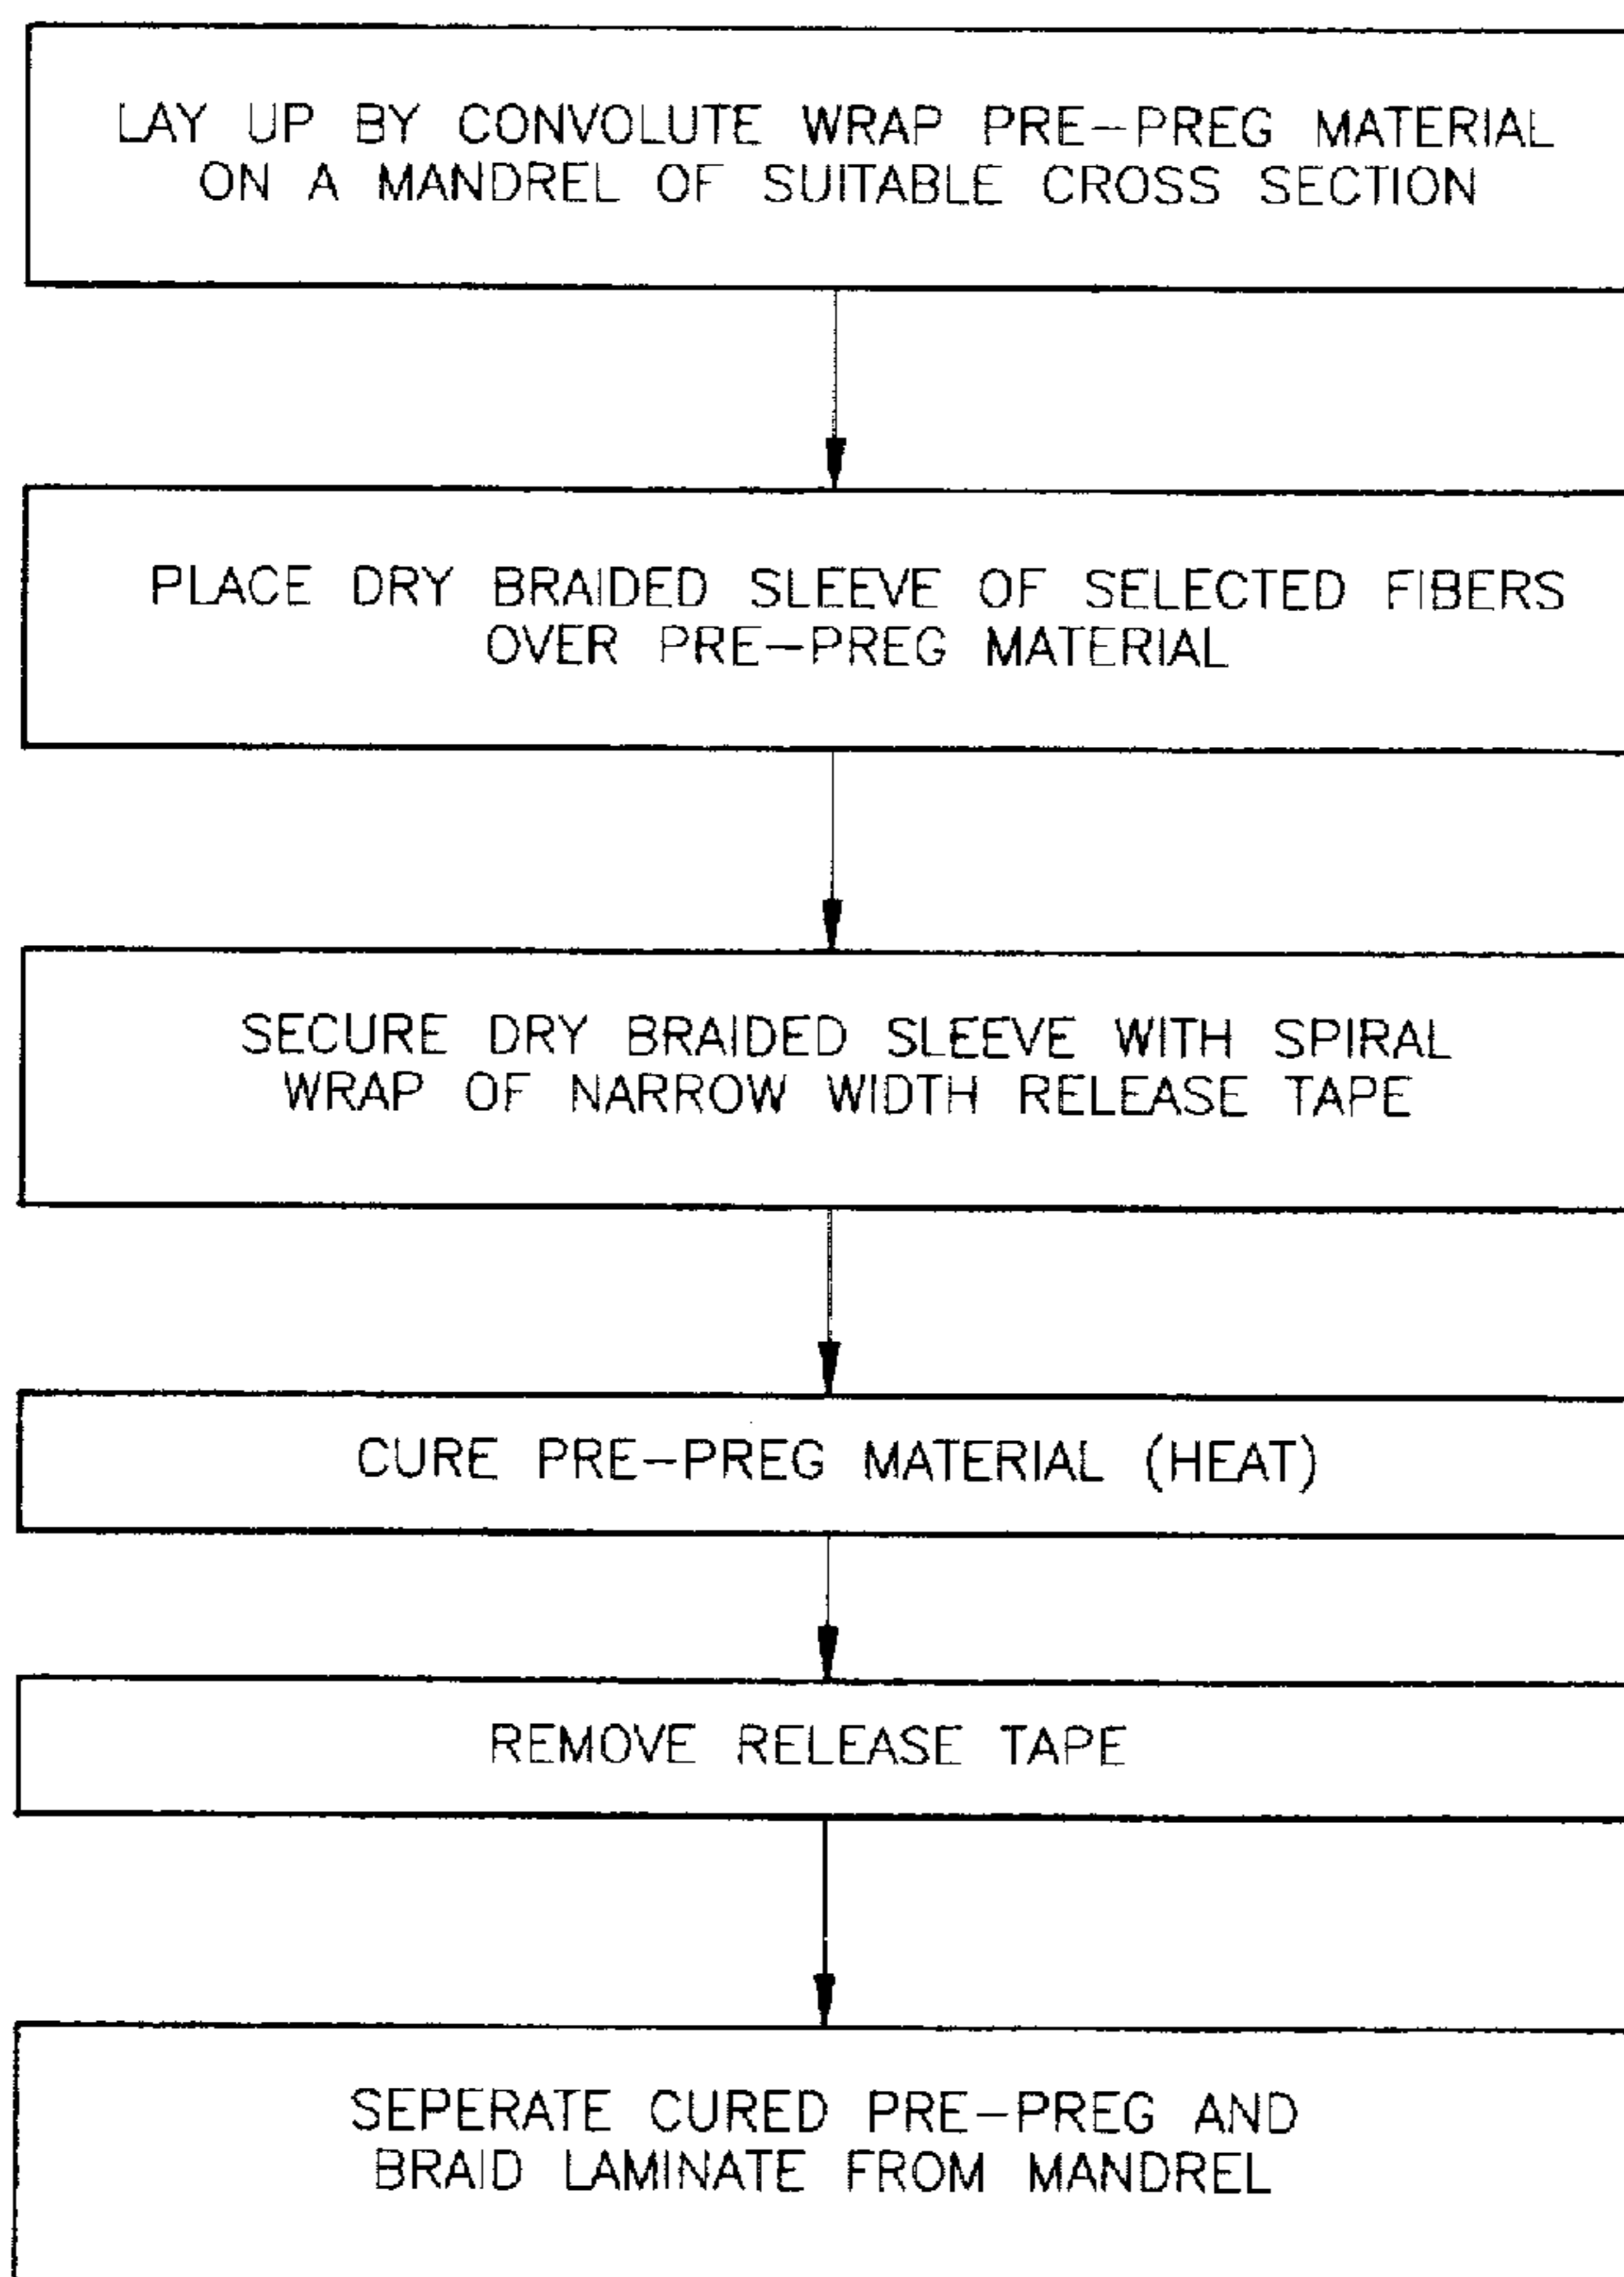 LAY UP BY CONVOLUTE WRAP PRE-PREG MATERIAL
ON A MANDREL OF SUITABLE CROSS SECTION
PLACE DRY BRAIDED SLEEVE OF SELECTED FIBERS
OVER PRE-PREG MATERIAL
SECURE DRY BRAIDED SLEEVE WITH SPIRAL
WRAP OF NARROW WIDTH RELEASE TAPE
CURE PRE-PREG MATERIAL (HEAT)
REMOVE RELEASE TAPE
SEPERATE CURED PRE-PREG AND
BRAID LAMINATE FROM MANDREL